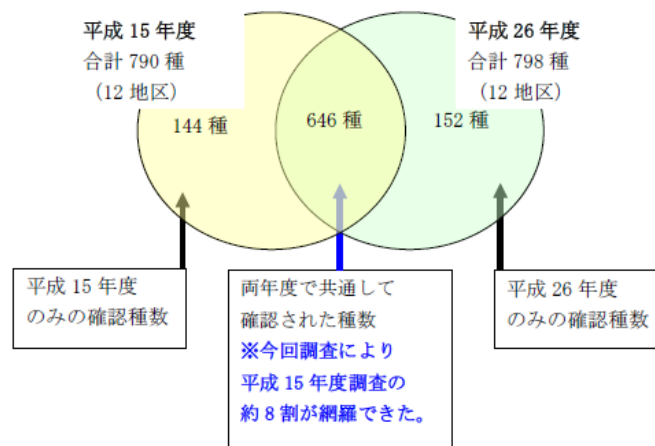 平成 15 年度
合計 790 種
（12 地区）
平成 26 年度
合計 798 種
（12 地区）
144 種
646 種
152 種
平成 15 年度
のみの確認種数
両年度で共通して
確認された種数
※今回調査により
平成 15 年度調査の
約 8 割が網羅できた。
平成 26 年度
のみの確認種数